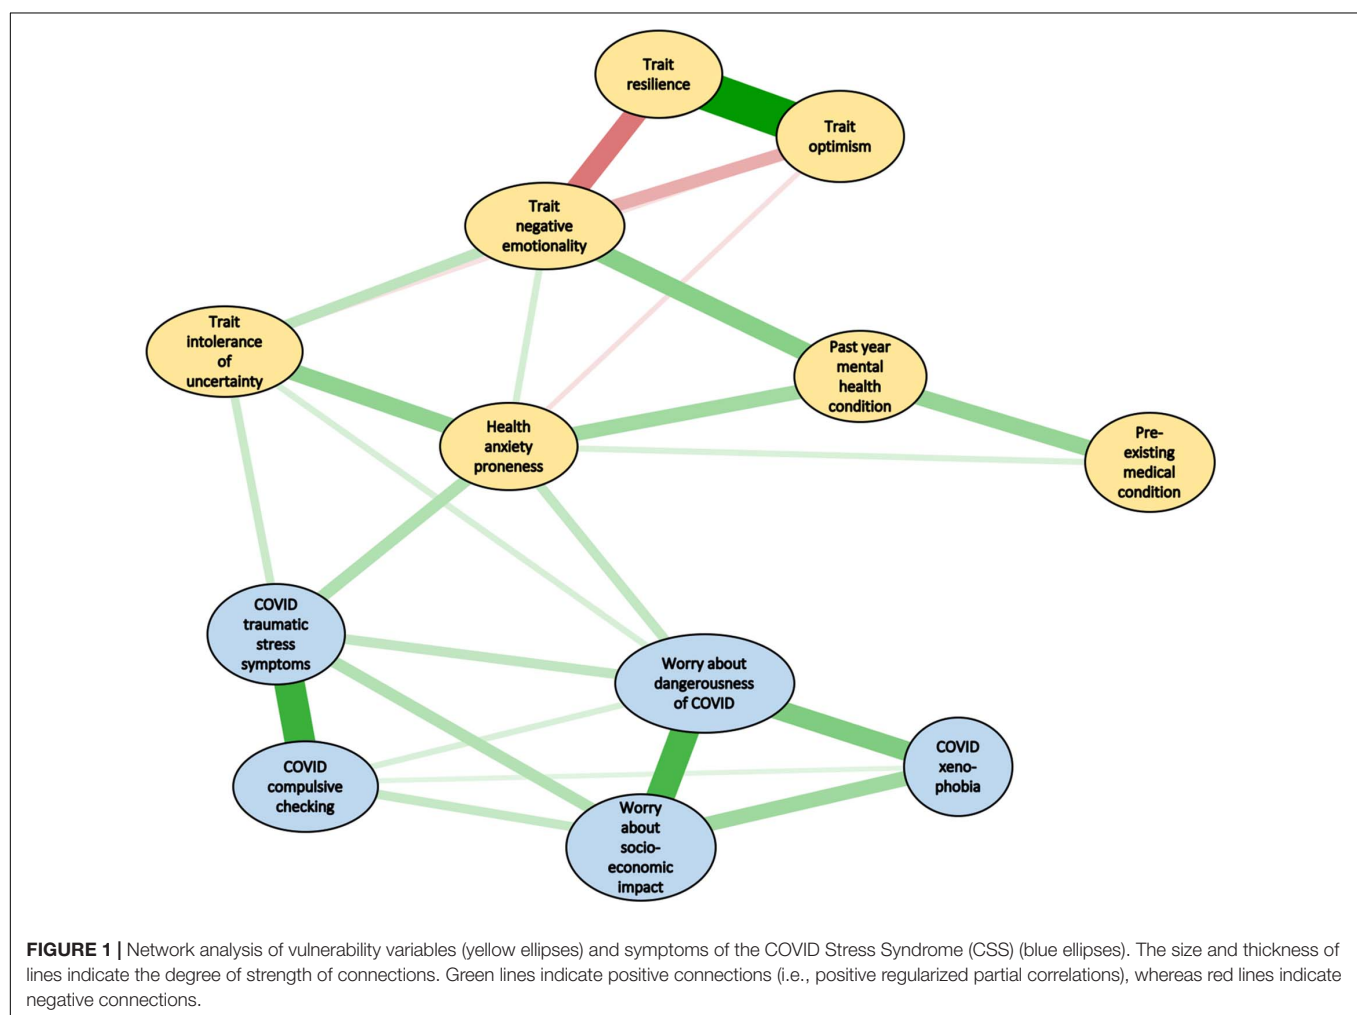 Trait
resilience
Trait
optimism
Trait
negative
emotionality
Trait
intolerance
of
uncertainty
Past year
mental
health
condition
Health
anxiety
proneness
Pre-
existing
medical
condition
COVID
traumatic
stress
symptoms
Worry about
dangerousness
of COVID
COVID
xeno-
phobia
COVID
compulsive
checking
Worry
about
socio-
economic
impact
FIGURE 1 | Network analysis of vulnerability variables (yellow ellipses) and symptoms of the COVID Stress Syndrome (CSS) (blue ellipses). The size and thickness of
lines indicate the degree of strength of connections. Green lines indicate positive connections (i.e., positive regularized partial correlations), whereas red lines indicate
negative connections.